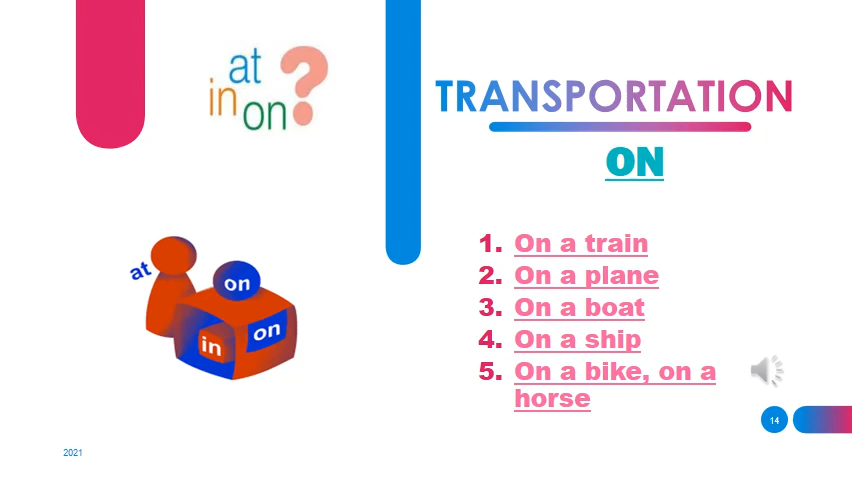 at
in
on
?
TRANSPORTATION
ON
1. On a train
2. On a plane
3. On a boat
4. On a ship
5. On a bike, on a
horse
at
on
in
on
14
2021